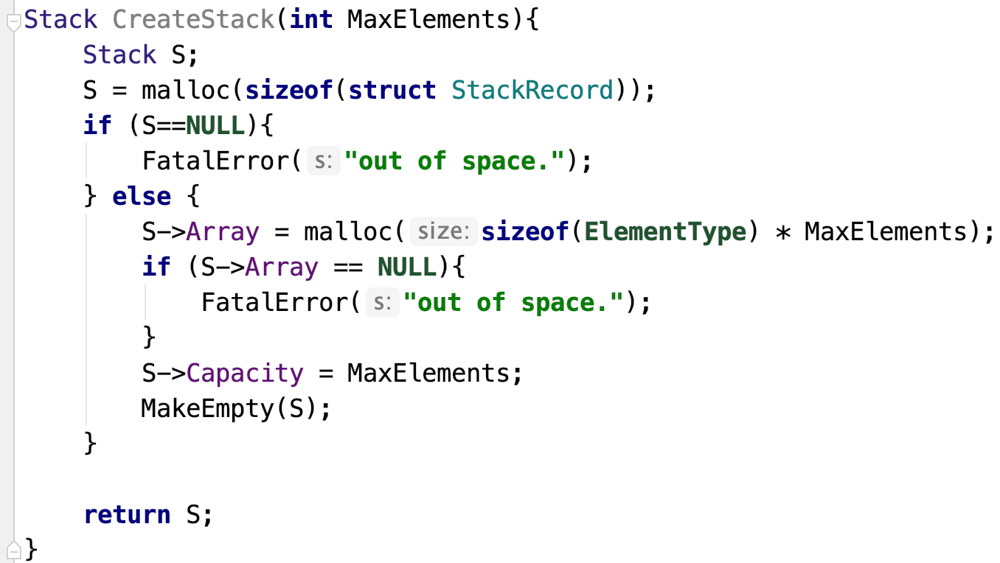 Stack CreateStack(int MaxElements){
    Stack S;
    S = malloc(sizeof(struct StackRecord));
    if (S==NULL){
        FatalError( s: "out of space.");
    } else {
        S->Array = malloc( size: sizeof(ElementType) * MaxElements);
        if (S->Array == NULL){
            FatalError( s: "out of space.");
        }
        S->Capacity = MaxElements;
        MakeEmpty(S);
    }

    return S;
}